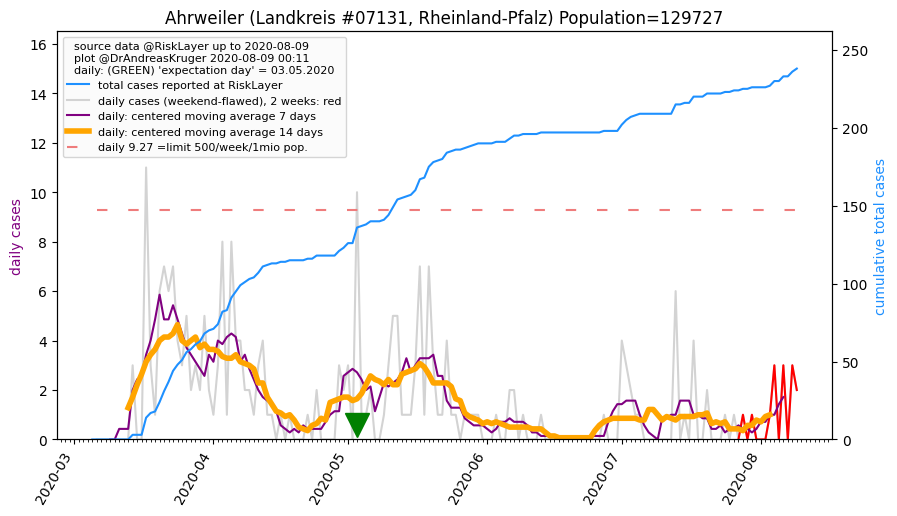 Ahrweiler (Landkreis #07131, Rheinland-Pfalz) Population=129727
source data @RiskLayer up to 2020-08-09
plot @DrAndreasKruger 2020-08-09 00:11
daily: (GREEN) 'expectation day' = 03.05.2020
total cases reported at RiskLayer
daily cases (weekend-flawed), 2 weeks: red
daily: centered moving average 7 days
daily: centered moving average 14 days
daily 9.27 =limit 500/week/1mio pop.
daily cases
16
14
12
10
8
6
4
2
0
250
200
150
100
50
0
cumulative total cases
2020-03
2020-04
2020-05
2020-06
2020-07
2020-08